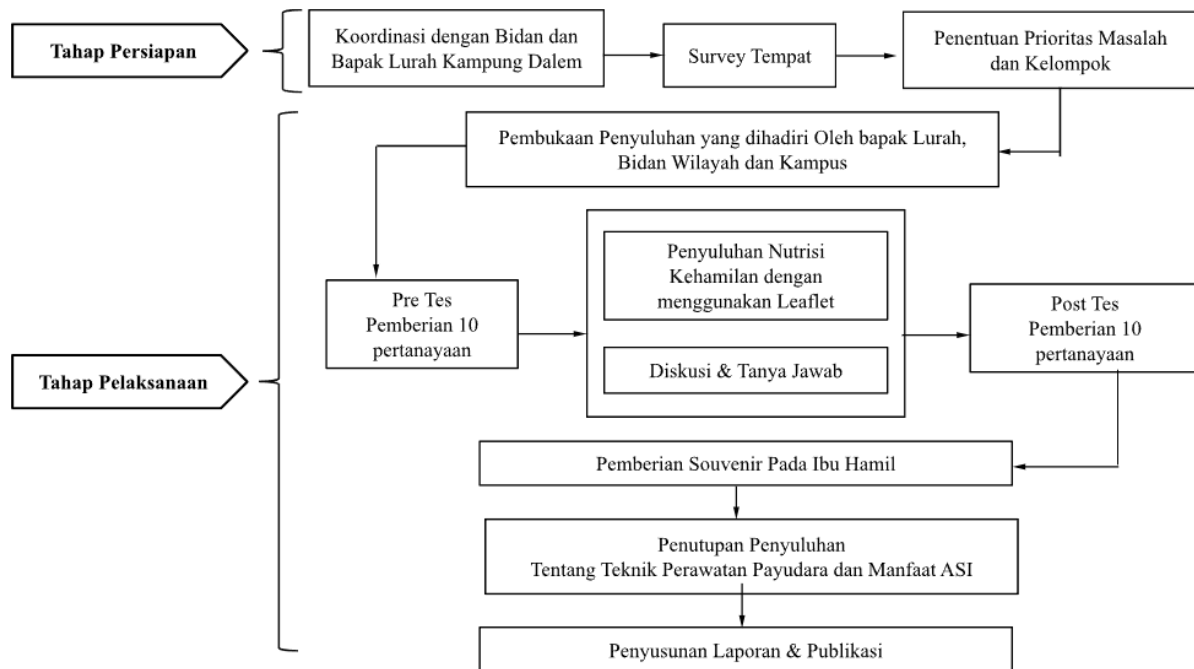 Tahap Persiapan
Koordinasi dengan Bidan dan
Bapak Lurah Kampung Dalem
Survey Tempat
Penentuan Prioritas Masalah
dan Kelompok
Pembukaan Penyuluhan yang dihadiri Oleh bapak Lurah,
Bidan Wilayah dan Kampus
Tahap Pelaksanaan
Pre Tes
Pemberian 10
pertanayaan
Penyuluhan Nutrisi
Kehamilan dengan
menggunakan Leaflet
Diskusi & Tanya Jawab
Post Tes
Pemberian 10
pertanayaan
Pemberian Souvenir Pada Ibu Hamil
Penutupan Penyuluhan
Tentang Teknik Perawatan Payudara dan Manfaat ASI
Penyusunan Laporan & Publikasi